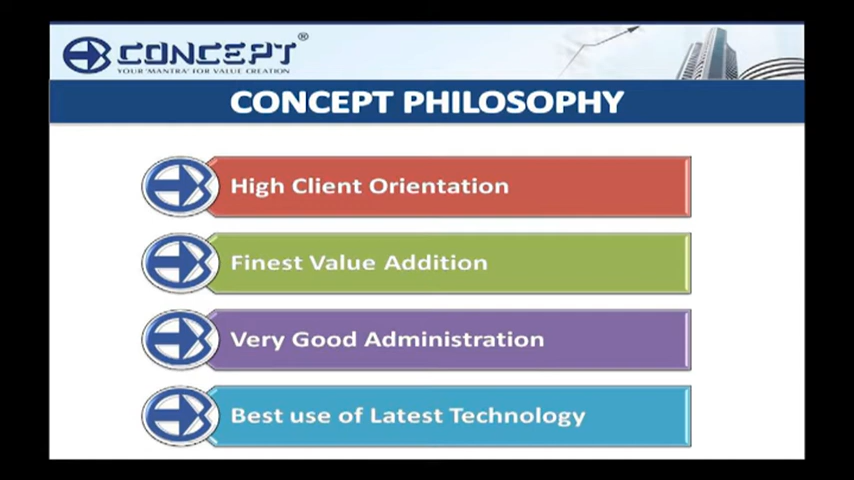 CONCEPT®
YOUR 'MANTRA' FOR VALUE CREATION
CONCEPT PHILOSOPHY
High Client Orientation
Finest Value Addition
Very Good Administration
Best use of Latest Technology